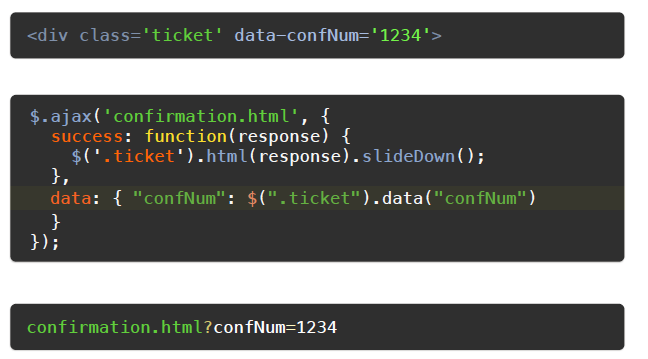 <div class='ticket' data-confNum='1234'>
$.ajax('confirmation.html', {
  success: function(response) {
    $('.ticket').html(response).slideDown();
  },
  data: { "confNum": $(".ticket").data("confNum")
  }
});
confirmation.html?confNum=1234